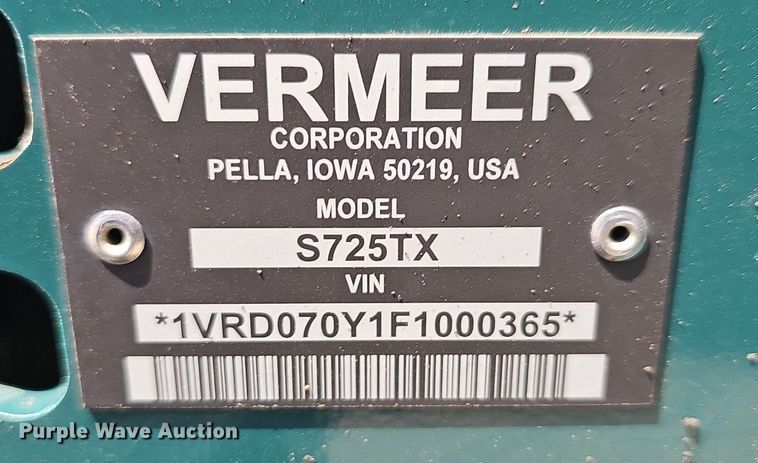 VERMEER
CORPORATION
PELLA, IOWA 50219, USA
MODEL
S725TX
VIN
*1VRD070Y1F1000365*
Purple Wave Auction